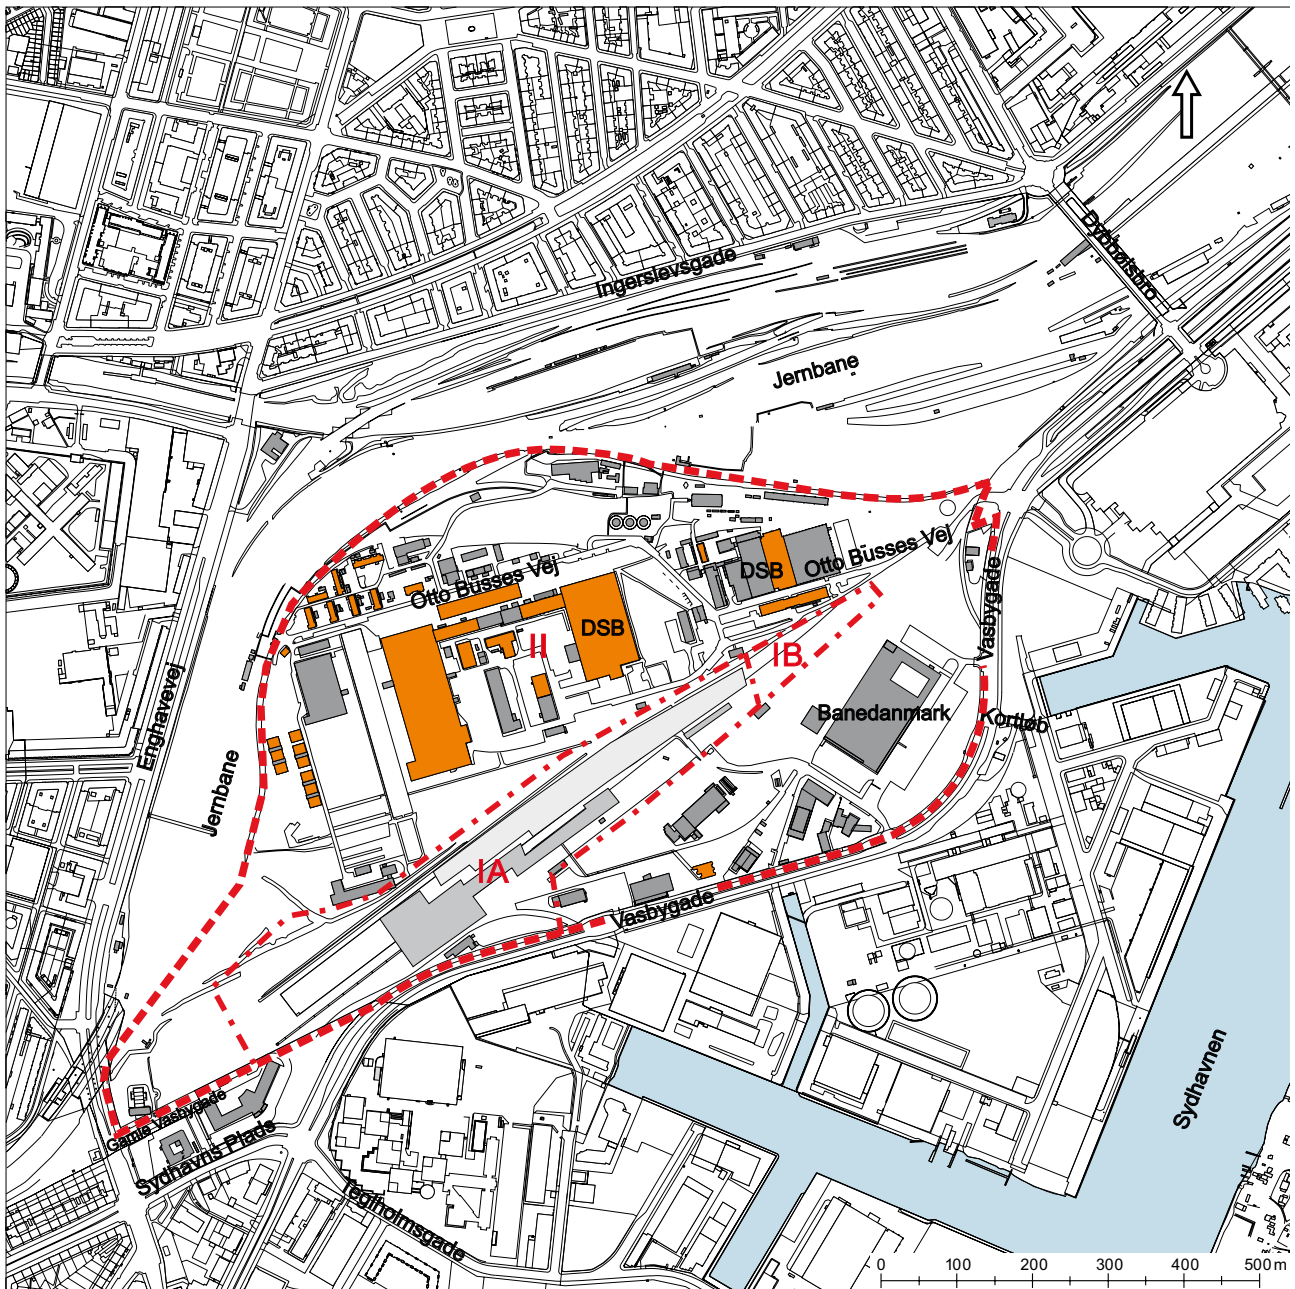 Dybbølsbro
Ingerslevsgade
Jernbane
Otto Busses Vej
DSB
Otto Busses Vej
Vasbygade
DSB
II
IB
Enghavevej
Banedanmark
Kortløb
Jernbane
IA
Vasbygade
Sydhavnen
Gamle Vasbygade
Sydhavns Plads
Teglholmsgade
0 100 200 300 400 500 m